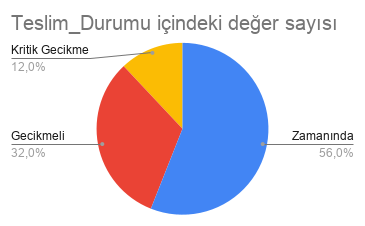 Teslim_Durumu içindeki değer sayısı
Kritik Gecikme
12,0%
Gecikmeli
32,0%
Zamanında
56,0%